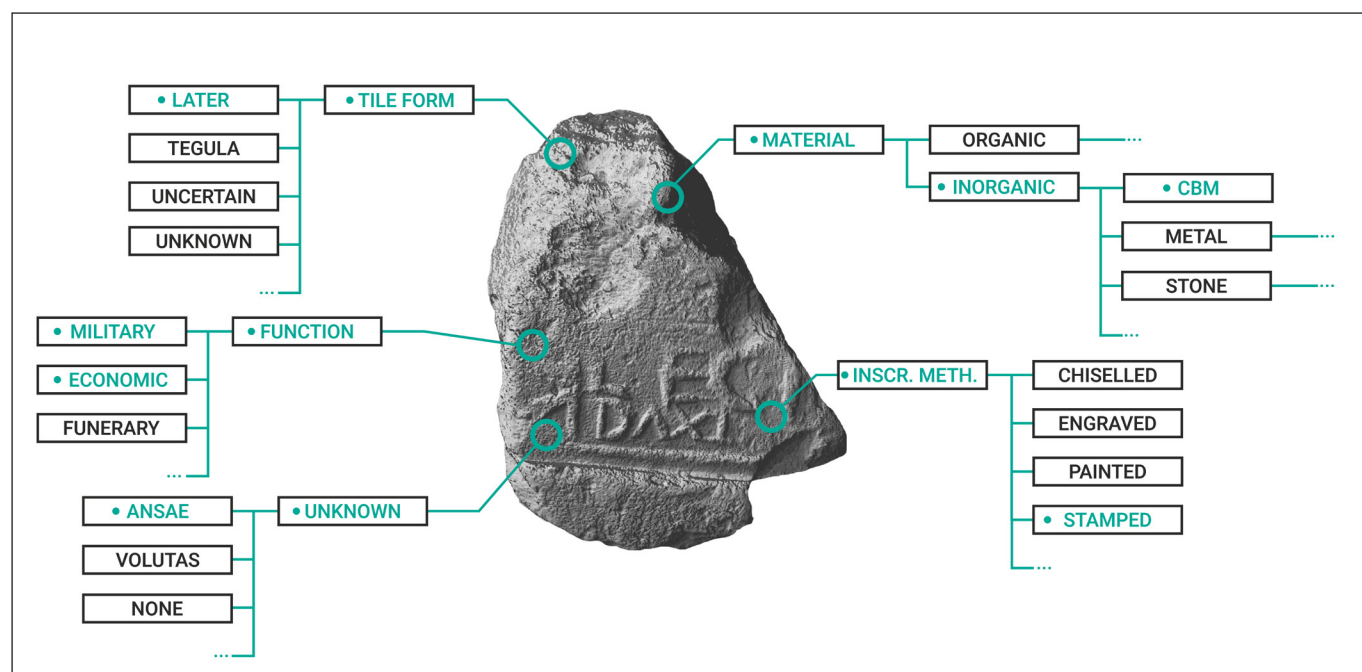 • LATER
• TILE FORM
TEGULA
UNCERTAIN
UNKNOWN
...
• MATERIAL
ORGANIC
...
• INORGANIC
• CBM
METAL
...
STONE
...
...
• MILITARY
• FUNCTION
• ECONOMIC
FUNERARY
...
• INSCR. METH.
CHISELLED
ENGRAVED
PAINTED
• STAMPED
...
• ANSAE
• UNKNOWN
VOLUTAS
NONE
...